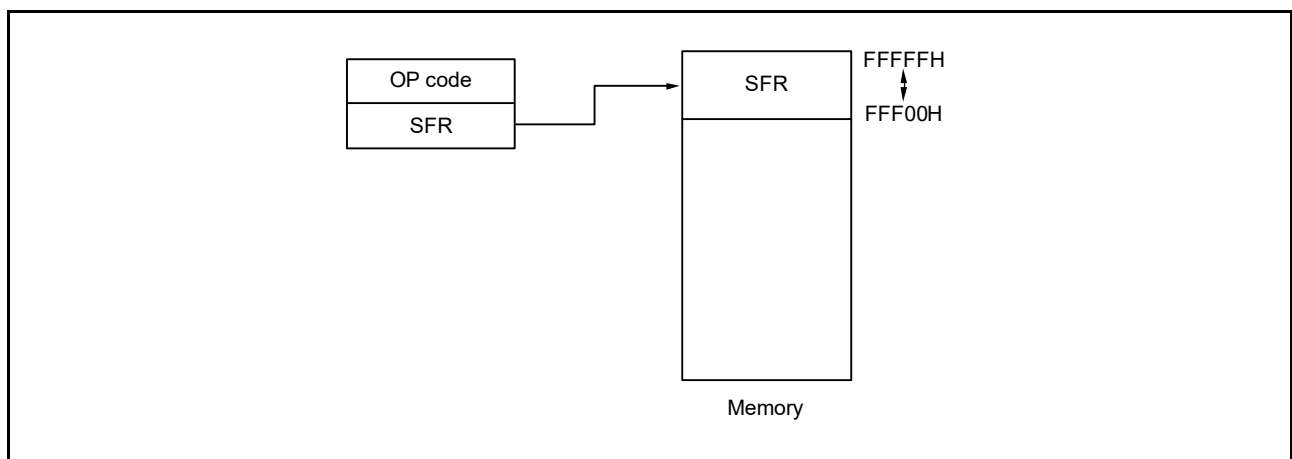 OP code
SFR
SFR
FFFFFH
FFF00H
Memory